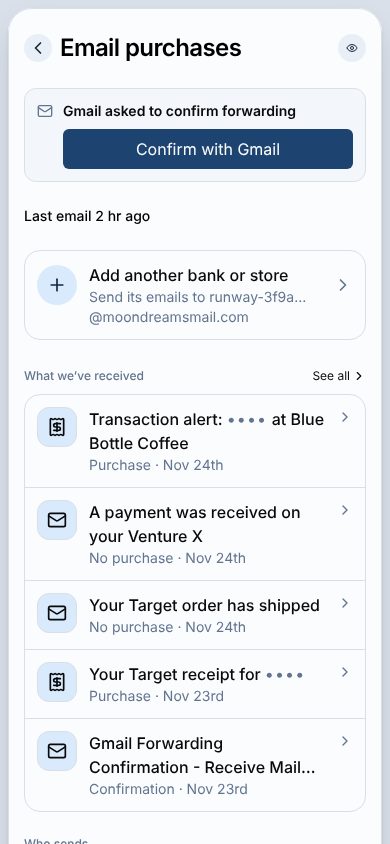 Email purchases
Gmail asked to confirm forwarding
Confirm with Gmail
Last email 2 hr ago
Add another bank or store
Send its emails to runway-3f9a…
@moondreamsmail.com
What we've received
See all
Transaction alert: •••• at Blue
Bottle Coffee
Purchase · Nov 24th
A payment was received on
your Venture X
No purchase · Nov 24th
Your Target order has shipped
No purchase · Nov 24th
Your Target receipt for ••••
Purchase · Nov 23rd
Gmail Forwarding
Confirmation - Receive Mail…
Confirmation · Nov 23rd
Who sends